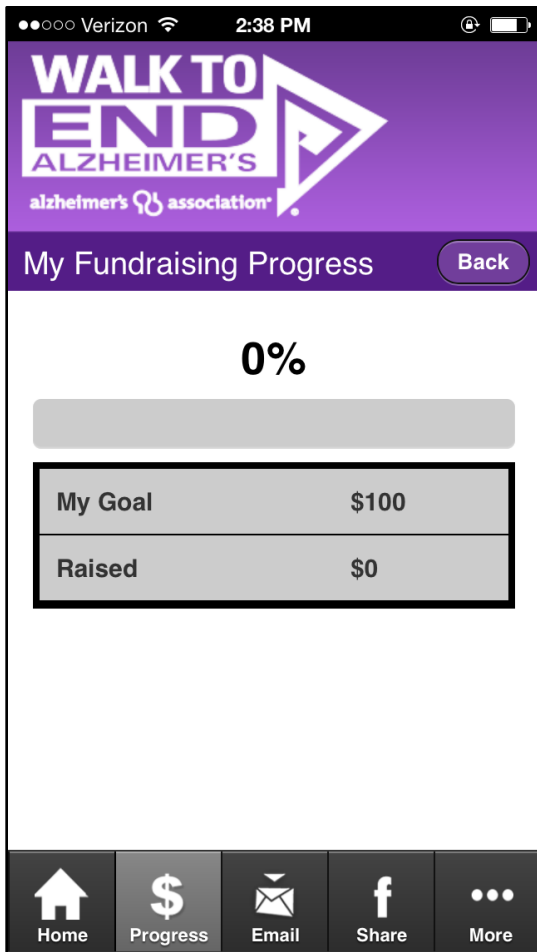 Verizon 2:38 PM
WALK TO
END
ALZHEIMER'S
alzheimer's association®
My Fundraising Progress Back
0%
My Goal $100
Raised $0
Home Progress Email Share More